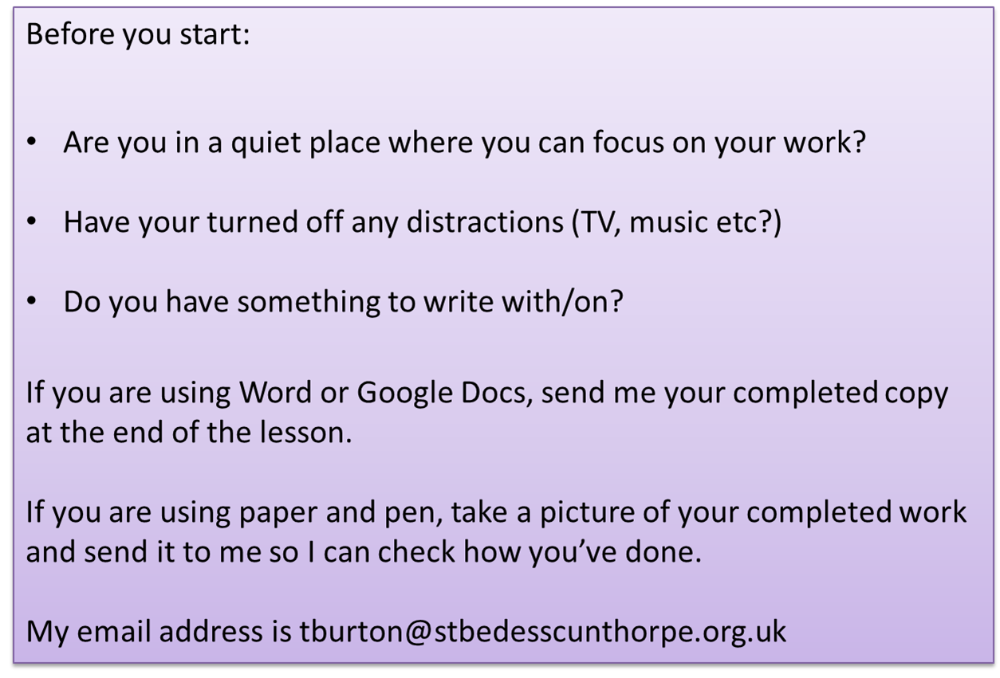 Before you start:
• Are you in a quiet place where you can focus on your work?
• Have your turned off any distractions (TV, music etc?)
• Do you have something to write with/on?
If you are using Word or Google Docs, send me your completed copy
at the end of the lesson.
If you are using paper and pen, take a picture of your completed work
and send it to me so I can check how you’ve done.
My email address is tburton@stbedesscunthorpe.org.uk